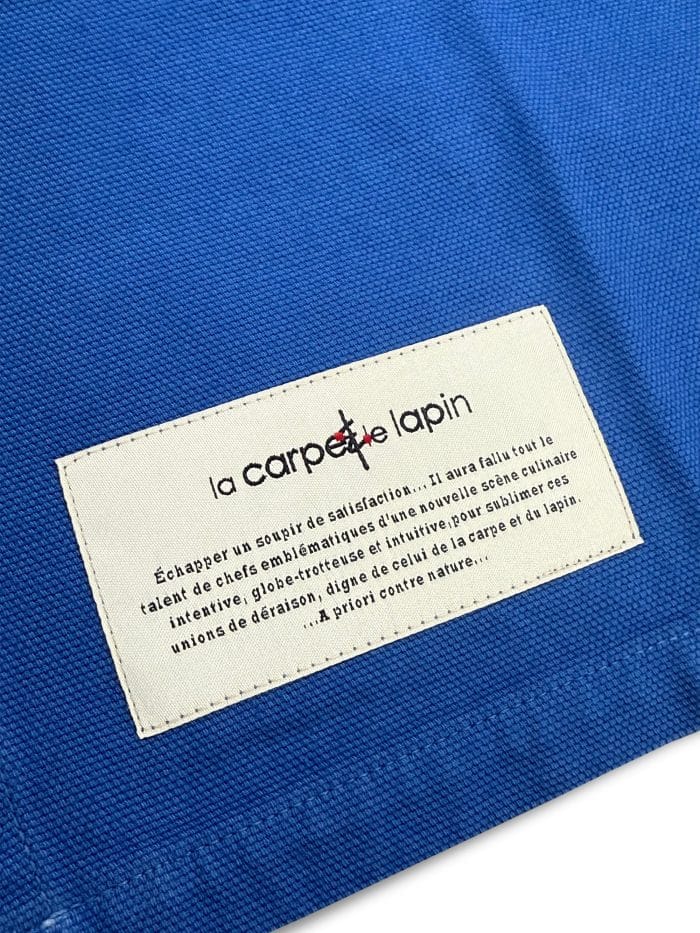 la carpe et le lapin
Échapper un soupir de satisfaction... Il aura fallu tout le
talent de chefs emblématiques d'une nouvelle scène culinaire
intentive, globe-trotteuse et intuitive,pour sublimer ces
unions de déraison, digne de celui de la carpe et du lapin.
...A priori contre nature...